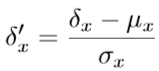 δ′ₓ = (δₓ − μₓ) / σₓ